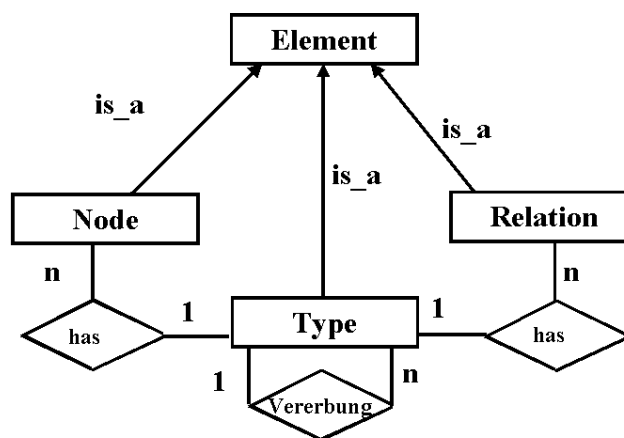 Element
is_a
is_a
is_a
Node
Relation
n
n
1
Type
1
has
has
1
n
Vererbung